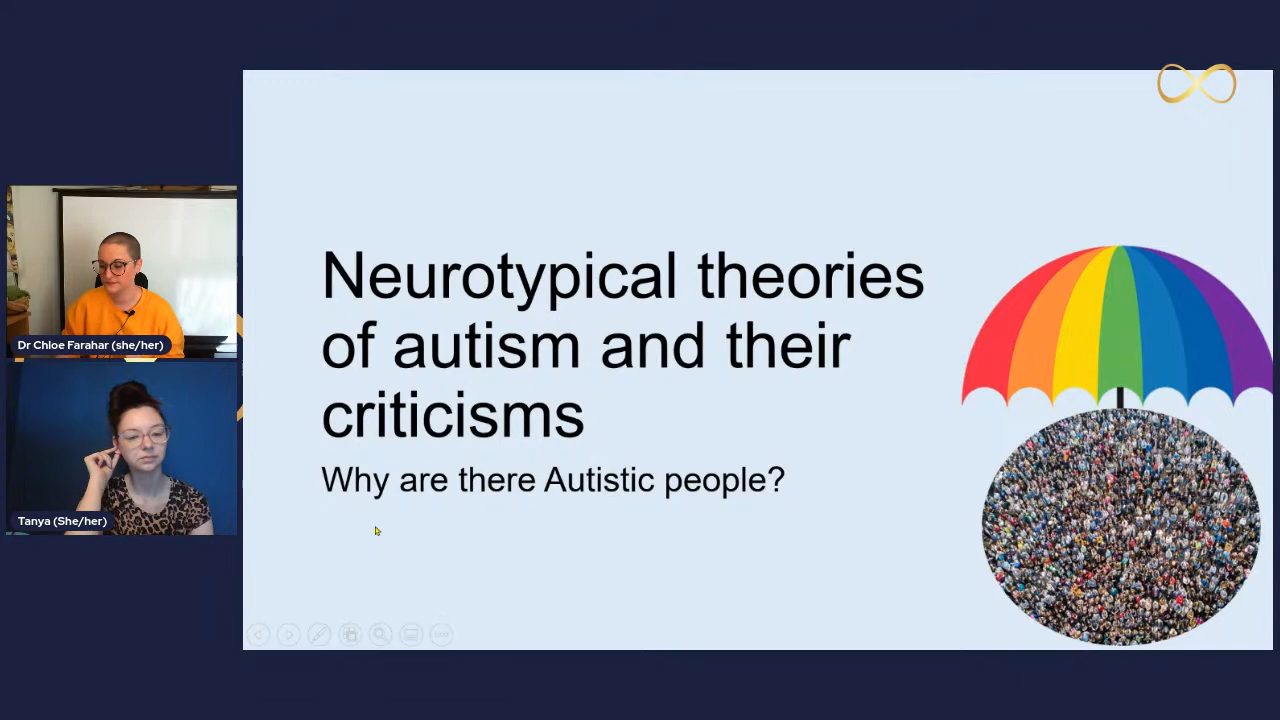 Neurotypical theories
of autism and their
criticisms
Why are there Autistic people?
Dr Chloe Farahar (she/her)
Tanya (She/her)